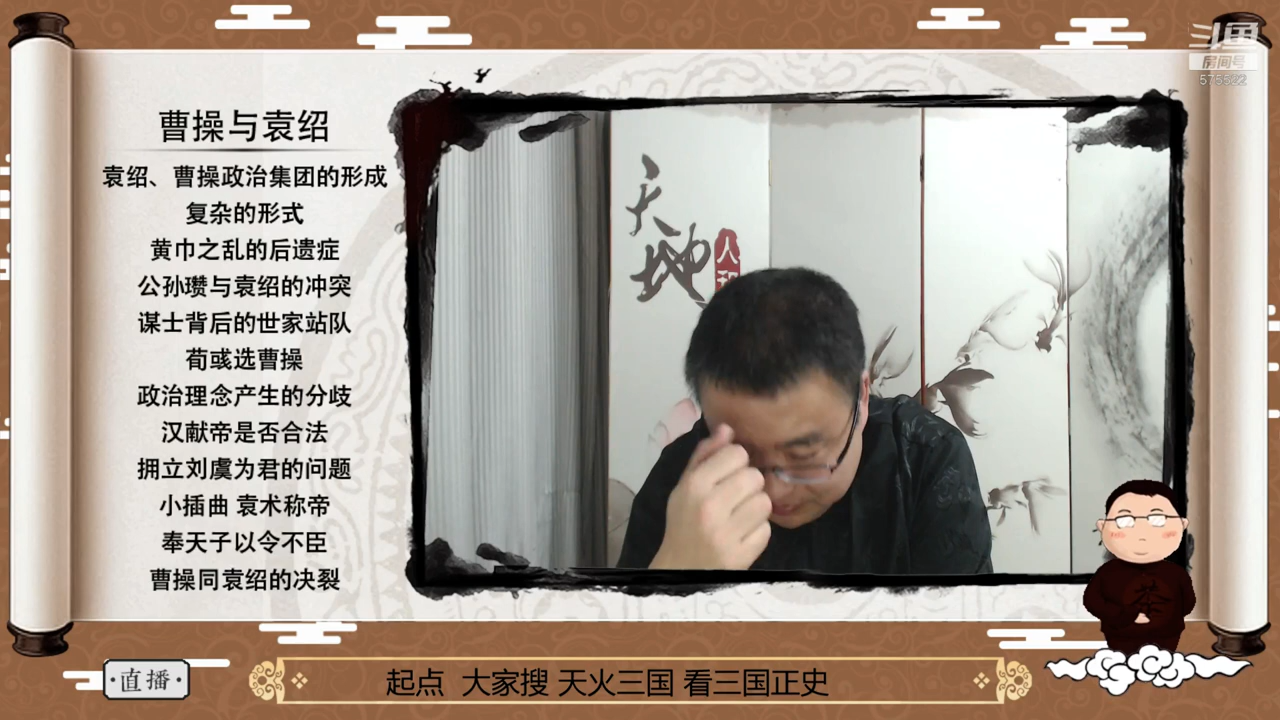 斗鱼
房间号
575522
曹操与袁绍
袁绍、曹操政治集团的形成
复杂的形式
黄巾之乱的后遗症
公孙瓒与袁绍的冲突
谋士背后的世家站队
荀彧选曹操
政治理念产生的分歧
汉献帝是否合法
拥立刘虞为君的问题
小插曲 袁术称帝
奉天子以令不臣
曹操同袁绍的决裂
天
地
人
·直播·
起点 大家搜 天火三国 看三国正史